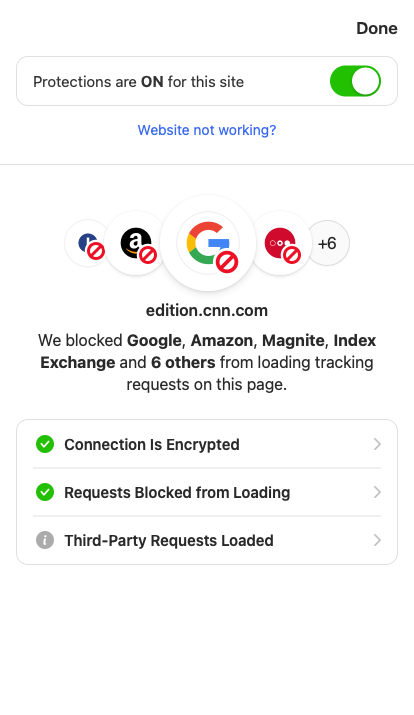 Done
Protections are ON for this site
Website not working?
+6
edition.cnn.com
We blocked Google, Amazon, Magnite, Index
Exchange and 6 others from loading tracking
requests on this page.
Connection Is Encrypted
Requests Blocked from Loading
Third-Party Requests Loaded